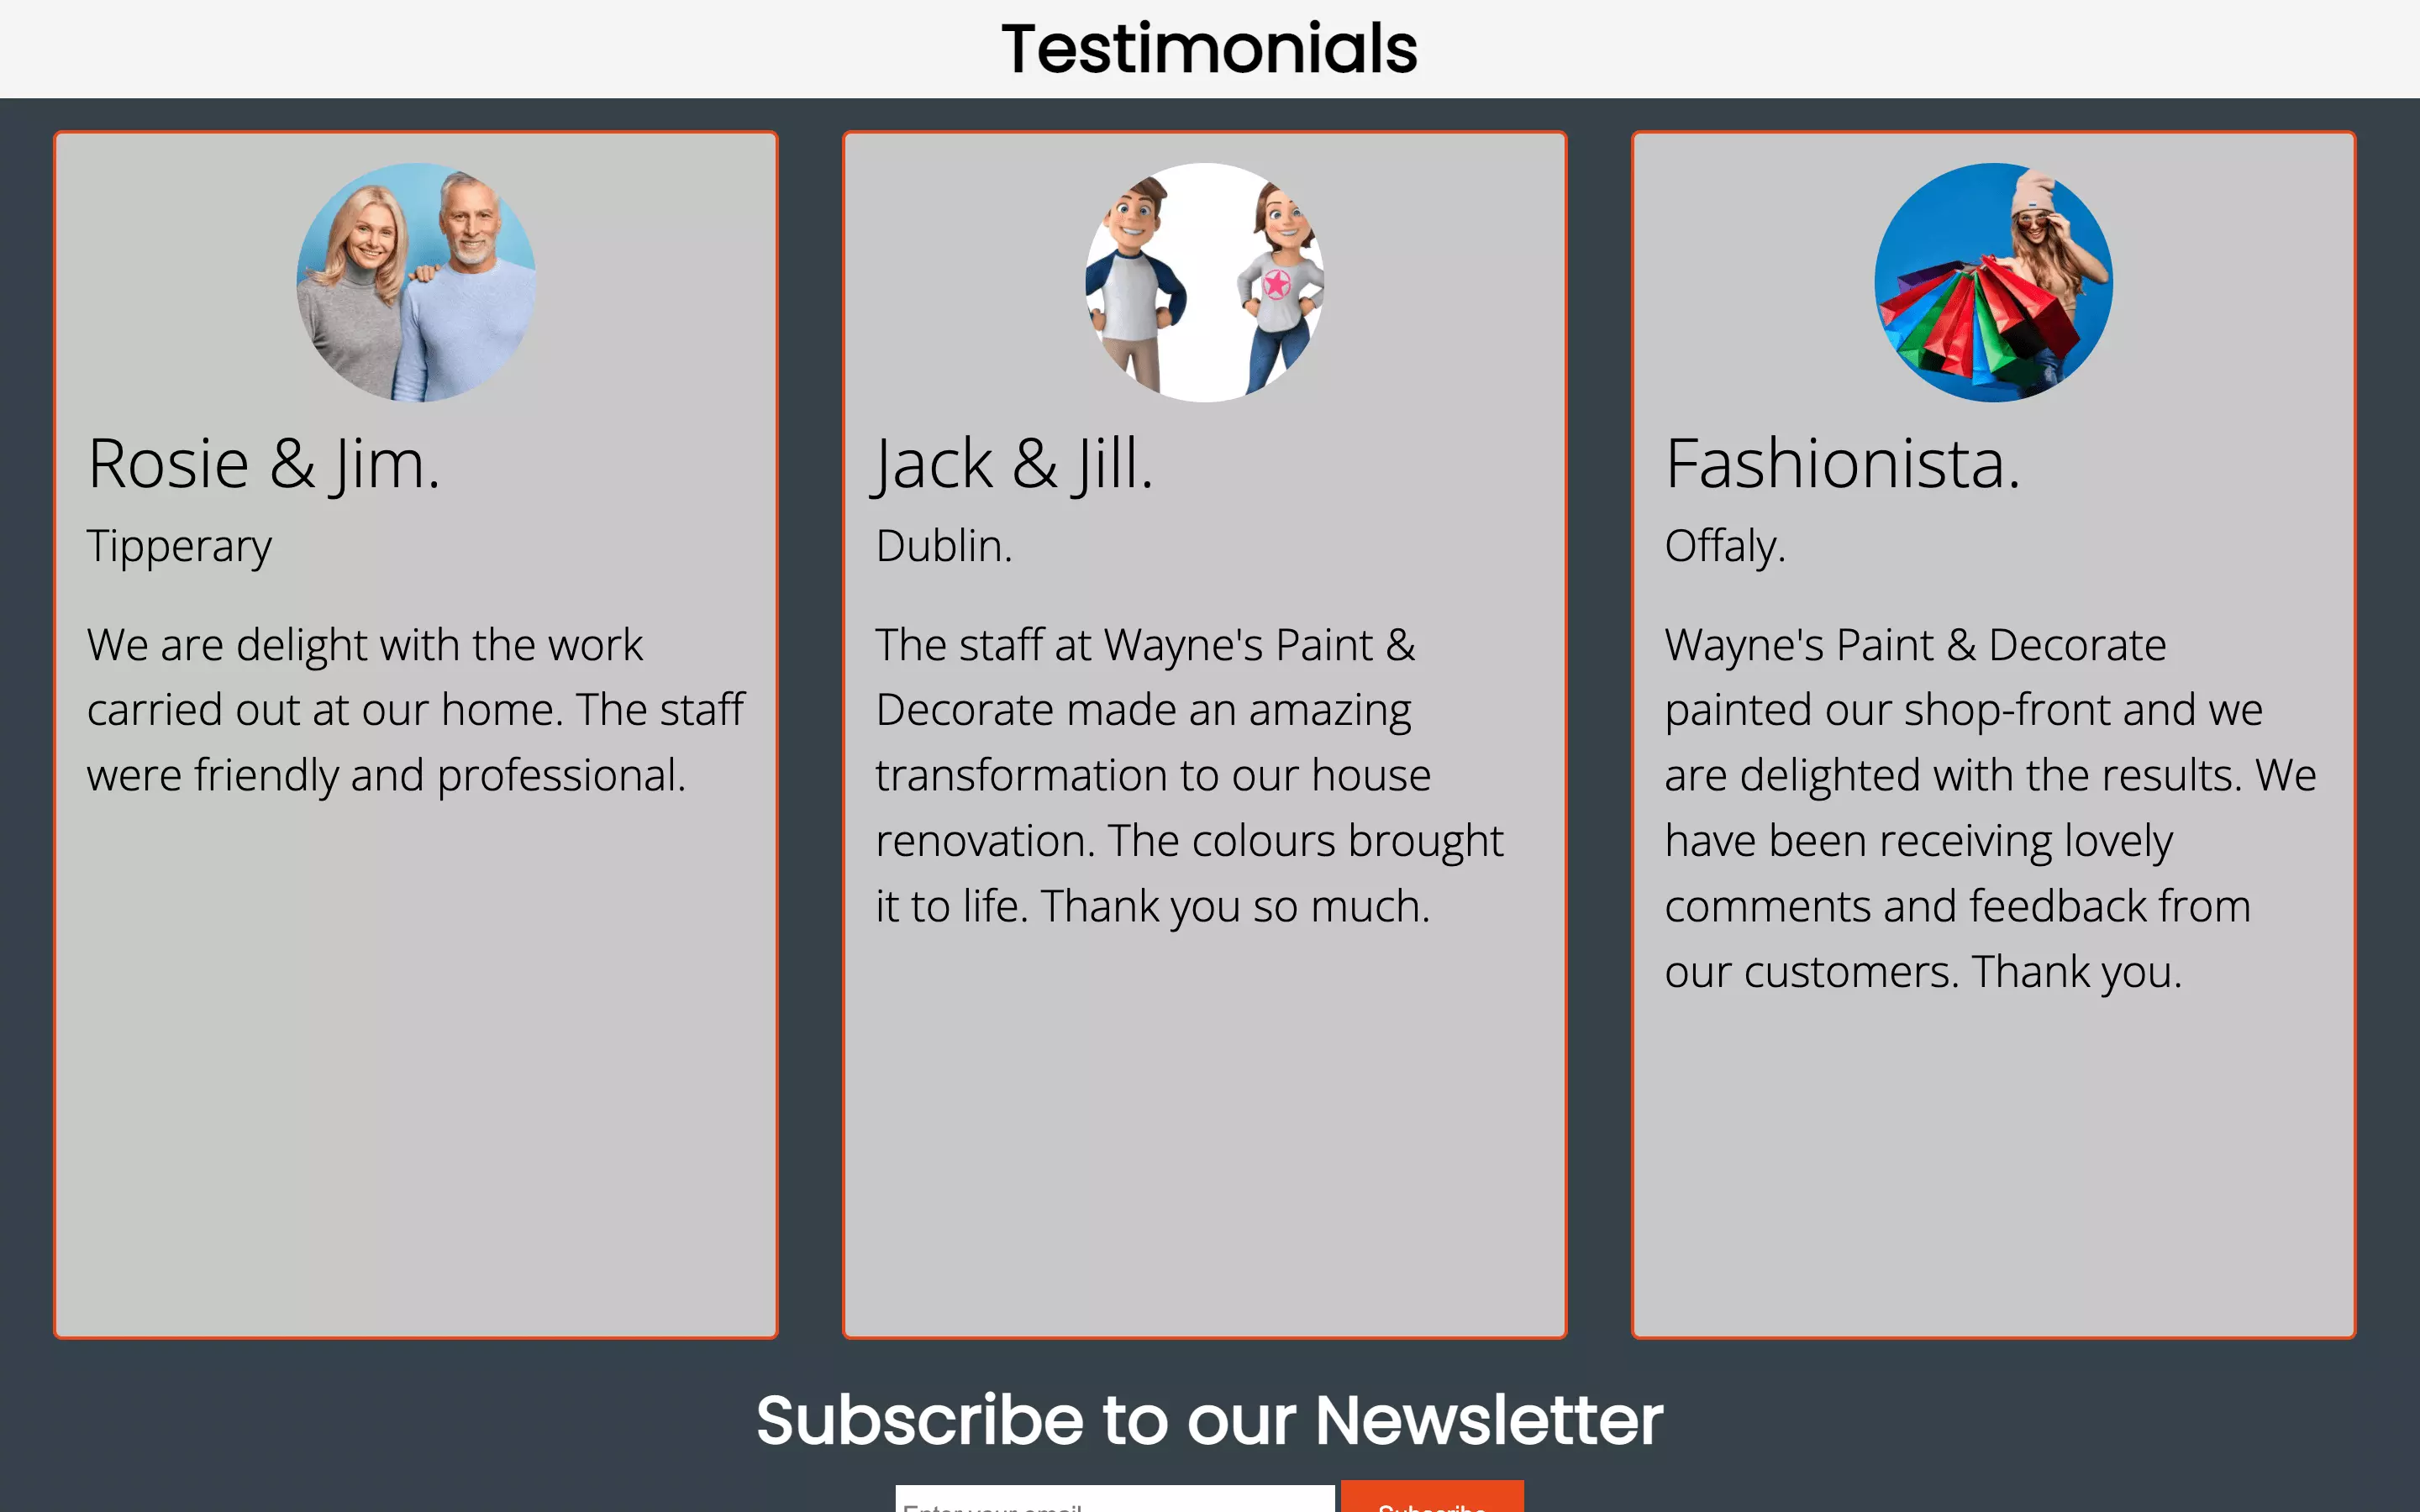 Testimonials
Rosie & Jim.
Tipperary
We are delight with the work
carried out at our home. The staff
were friendly and professional.
Jack & Jill.
Dublin.
The staff at Wayne's Paint &
Decorate made an amazing
transformation to our house
renovation. The colours brought
it to life. Thank you so much.
Fashionista.
Offaly.
Wayne's Paint & Decorate
painted our shop-front and we
are delighted with the results. We
have been receiving lovely
comments and feedback from
our customers. Thank you.
Subscribe to our Newsletter
Enter your email
Subscribe